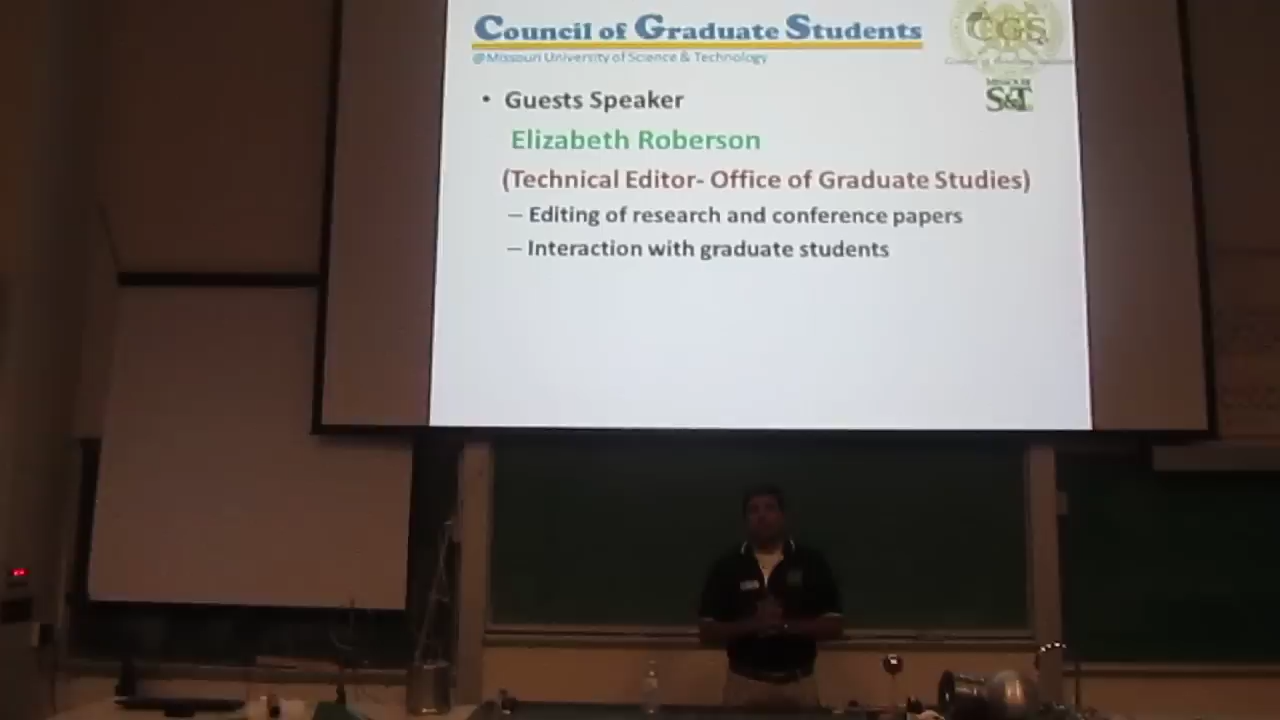 Council of Graduate Students
@Missouri University of Science & Technology
CGS
S&T
• Guests Speaker
Elizabeth Roberson
(Technical Editor- Office of Graduate Studies)
– Editing of research and conference papers
– Interaction with graduate students